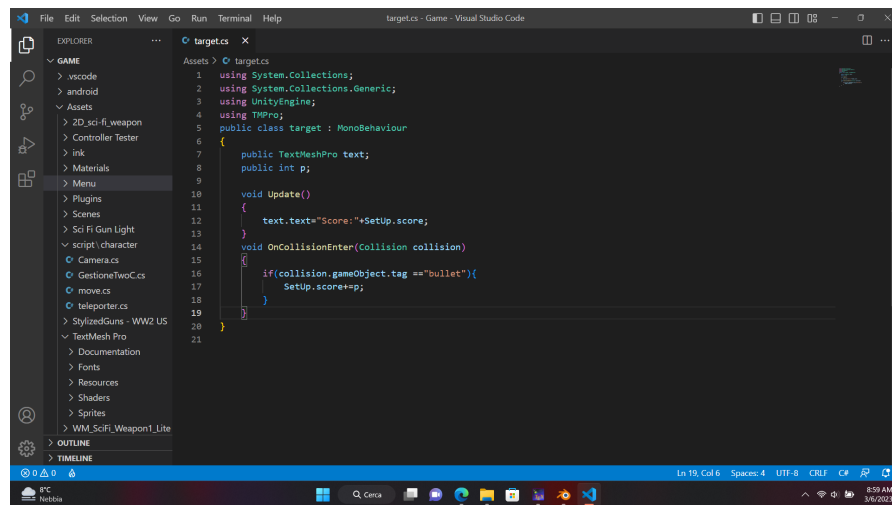 File Edit Selection View Go Run Terminal Help
target.cs - Game - Visual Studio Code
EXPLORER
target.cs
GAME
Assets > target.cs
.vscode
android
Assets
2D_sci-fi_weapon
Controller Tester
ink
Materials
Menu
Plugins
Scenes
Sci Fi Gun Light
script \ character
Camera.cs
GestioneTwoC.cs
move.cs
teleporter.cs
StylizedGuns - WW2 US
TextMesh Pro
Documentation
Fonts
Resources
Shaders
Sprites
WM_SciFi_Weapon1_Lite
OUTLINE
TIMELINE
1 using System.Collections;
2 using System.Collections.Generic;
3 using UnityEngine;
4 using TMPro;
5 public class target : MonoBehaviour
6 {
7 public TextMeshPro text;
8 public int p;
9
10 void Update()
11 {
12 text.text="Score:"+SetUp.score;
13 }
14 void OnCollisionEnter(Collision collision)
15 {
16 if(collision.gameObject.tag =="bullet"){
17 SetUp.score+=p;
18 }
19 }
20 }
21
0 0
Ln 19, Col 6 Spaces: 4 UTF-8 CRLF C#
8°C
Nebbia
Cerca
8:59 AM
3/6/2023